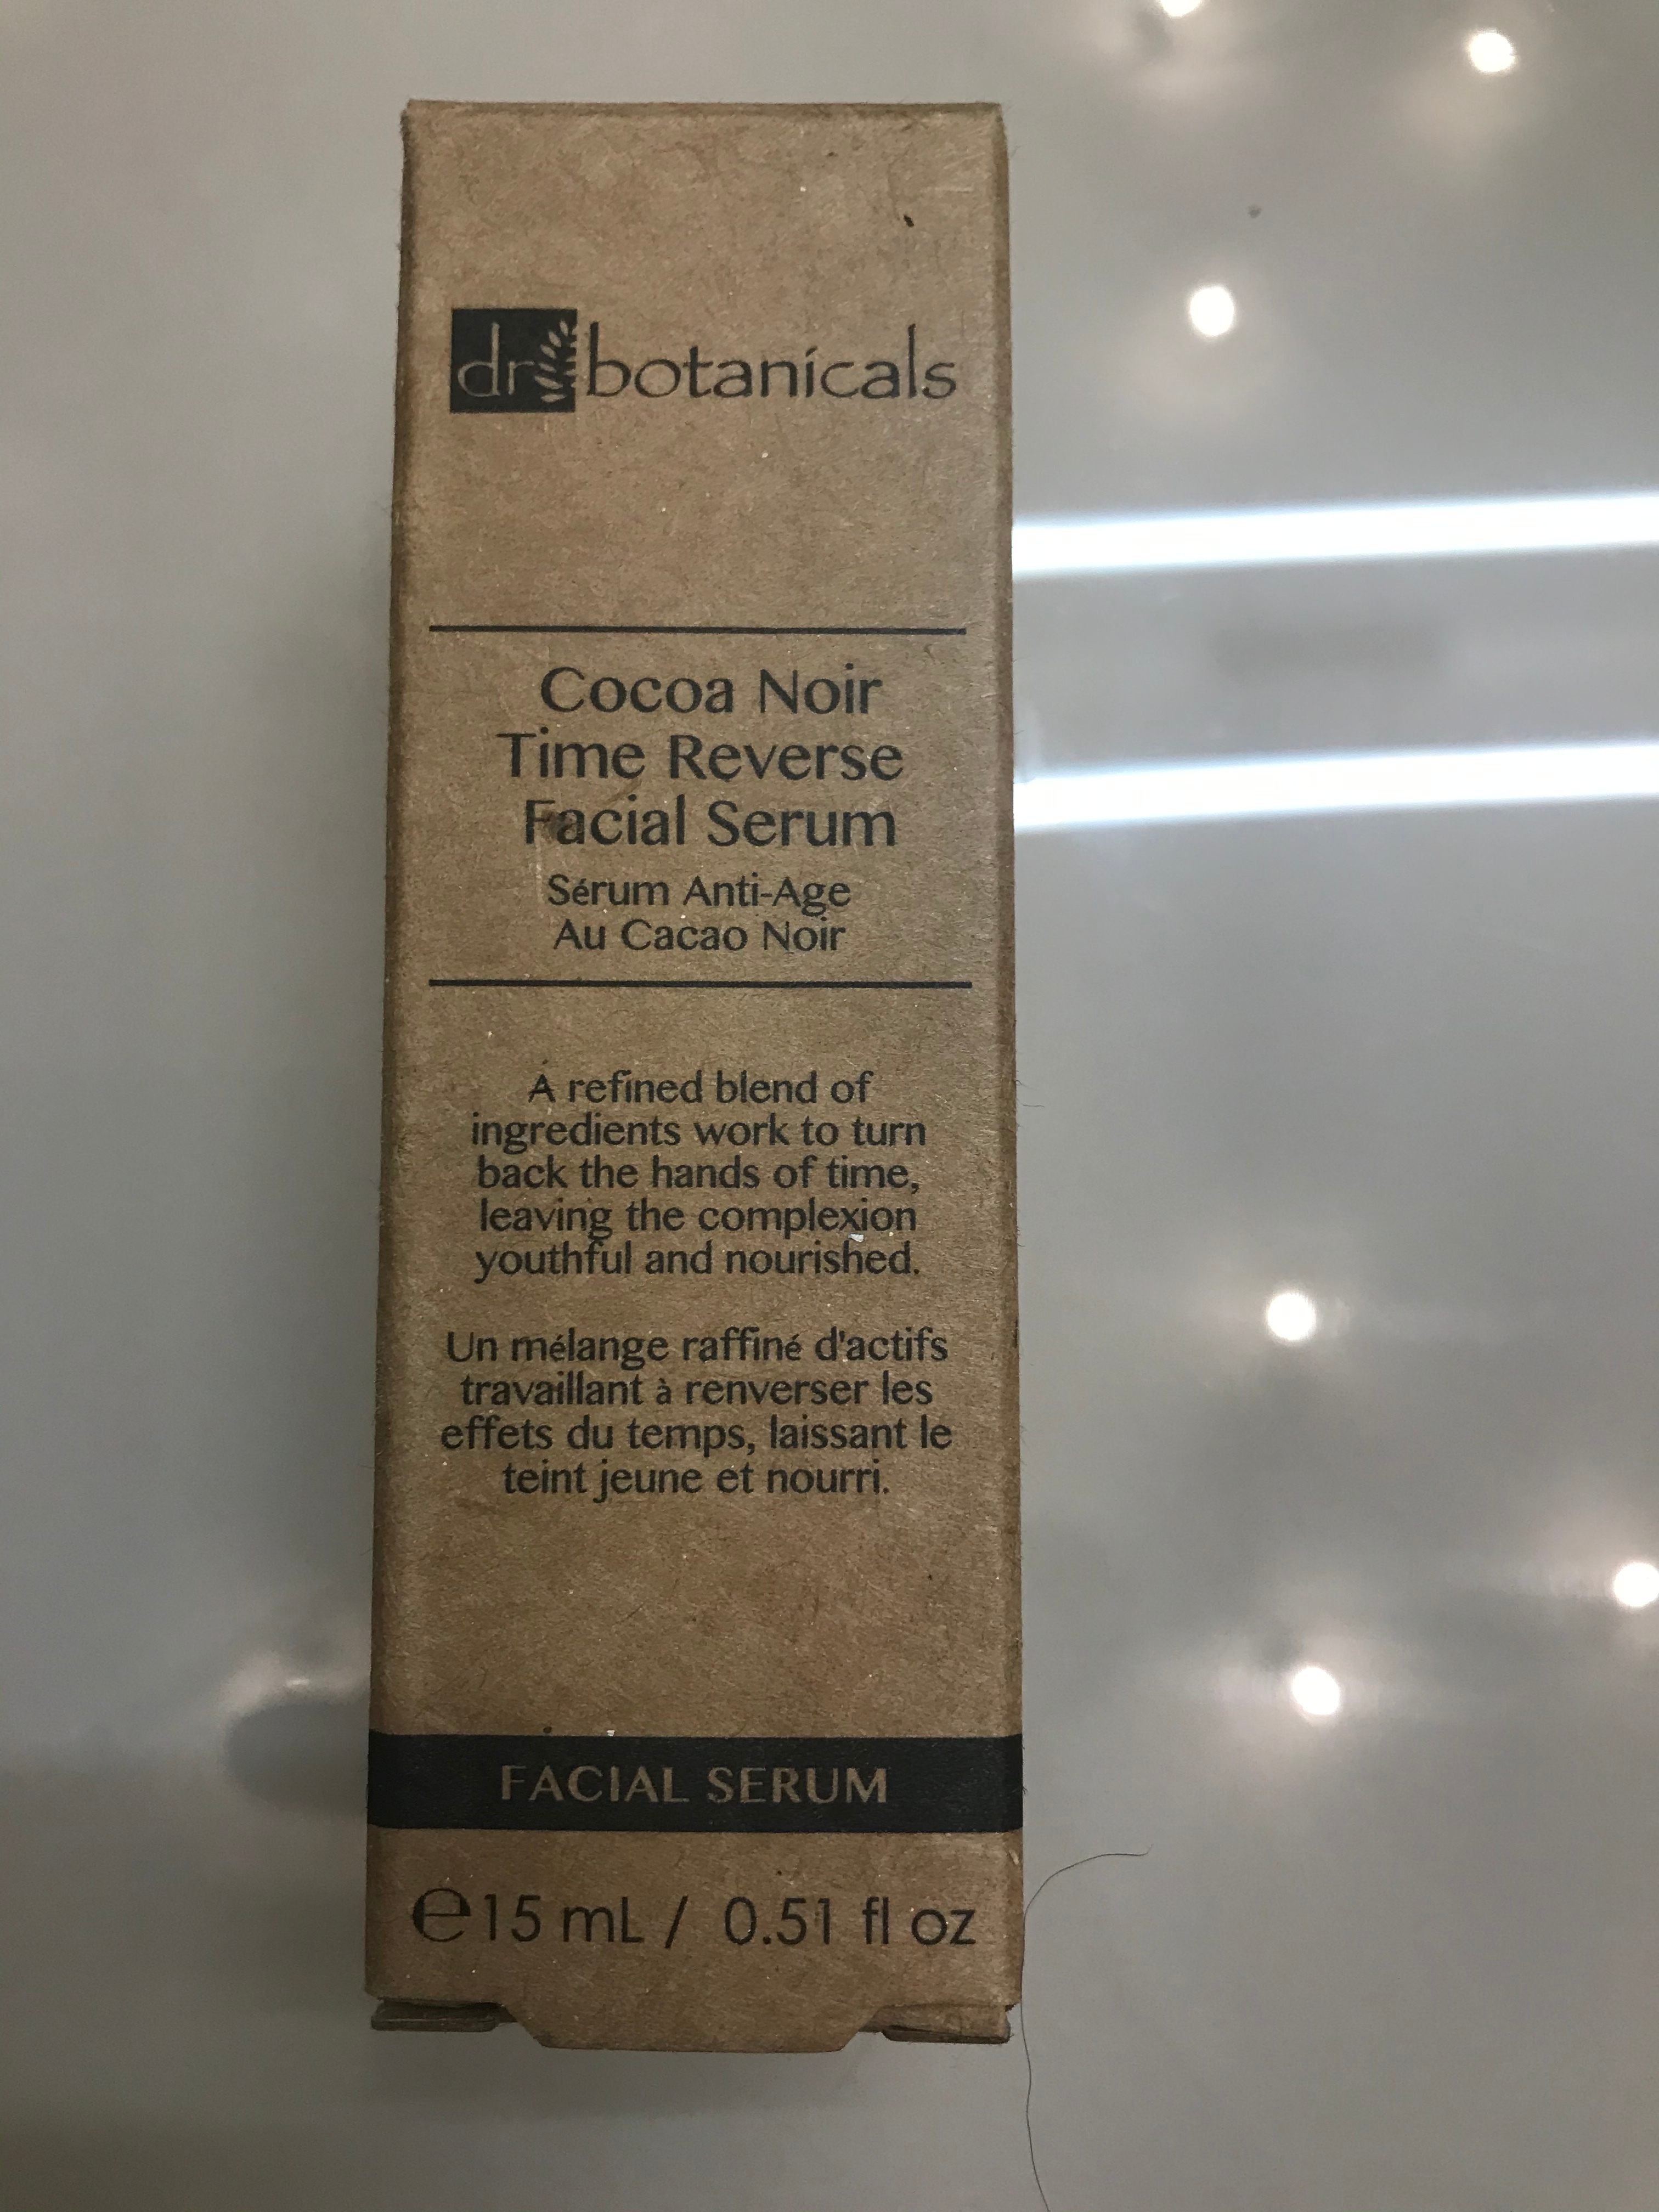 dr botanicals
Cocoa Noir
Time Reverse
Facial Serum
Sérum Anti-Age
Au Cacao Noir
A refined blend of
ingredients work to turn
back the hands of time,
leaving the complexion
youthful and nourished.
Un mélange raffiné d'actifs
travaillant à renverser les
effets du temps, laissant le
teint jeune et nourri.
FACIAL SERUM
℮15 mL / 0.51 fl oz